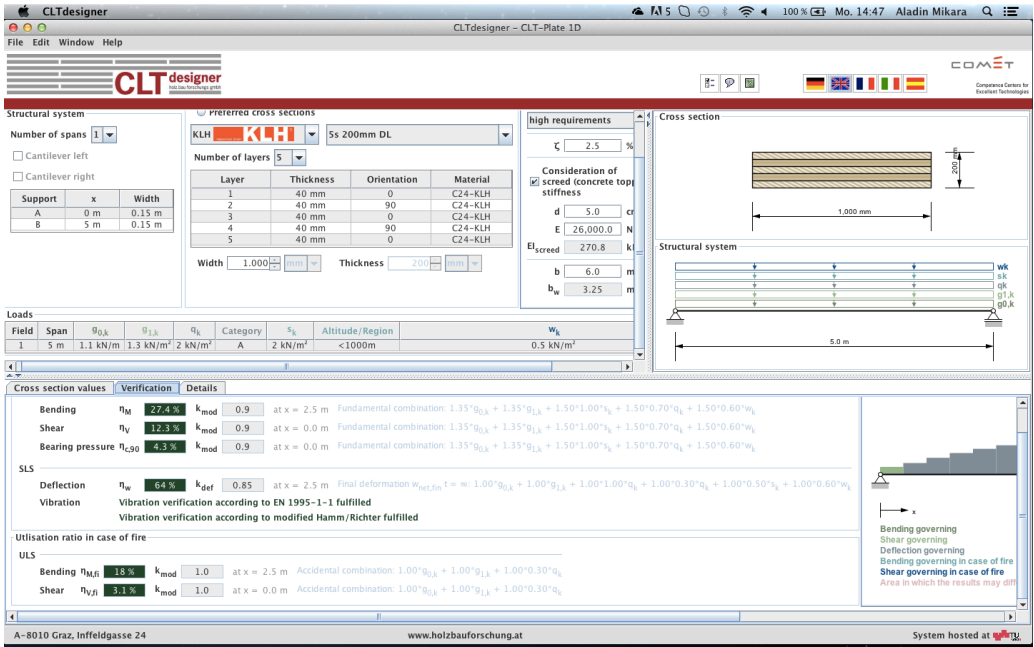 CLTdesigner
5
100 %
Mo. 14:47 Aladin Mikara
CLTdesigner – CLT-Plate 1D
File Edit Window Help
CLT designer
holz.bau forschungs gmbh
COMET
Competence Centers for
Excellent Technologies
Structural system
Number of spans 1
Cantilever left
Cantilever right
Support x Width
A 0 m 0.15 m
B 5 m 0.15 m
Preferred cross sections
KLH KLH 5s 200mm DL
Number of layers 5
Layer Thickness Orientation Material
1 40 mm 0 C24-KLH
2 40 mm 90 C24-KLH
3 40 mm 0 C24-KLH
4 40 mm 90 C24-KLH
5 40 mm 0 C24-KLH
Width 1.000 mm Thickness 200 mm
high requirements
ζ 2.5 %
Consideration of
screed (concrete topp
stiffness
d 5.0 cr
E 26,000.0 N
EIscreed 270.8 k
b 6.0 m
bw 3.25 m
Cross section
200 mm
1,000 mm
Structural system
wk
sk
qk
g1,k
g0,k
5.0 m
Loads
Field Span g0,k g1,k qk Category sk Altitude/Region wk
1 5 m 1.1 kN/m 1.3 kN/m² 2 kN/m² A 2 kN/m² <1000m 0.5 kN/m²
Cross section values Verification Details
Bending ηM 27.4 % kmod 0.9 at x = 2.5 m Fundamental combination: 1.35*g0,k + 1.35*g1,k + 1.50*1.00*sk + 1.50*0.70*qk + 1.50*0.60*wk
Shear ηV 12.3 % kmod 0.9 at x = 0.0 m Fundamental combination: 1.35*g0,k + 1.35*g1,k + 1.50*1.00*sk + 1.50*0.70*qk + 1.50*0.60*wk
Bearing pressure ηc,90 4.3 % kmod 0.9 at x = 0.0 m Fundamental combination: 1.35*g0,k + 1.35*g1,k + 1.50*1.00*sk + 1.50*0.70*qk + 1.50*0.60*wk
SLS
Deflection ηw 64 % kdef 0.85 at x = 2.5 m Final deformation wnet,fin t = ∞: 1.00*g0,k + 1.00*g1,k + 1.00*1.00*qk + 1.00*0.30*qk + 1.00*0.50*sk + 1.00*0.60*wk
Vibration Vibration verification according to EN 1995-1-1 fulfilled
Vibration verification according to modified Hamm/Richter fulfilled
Utlisation ratio in case of fire
ULS
Bending ηM,fi 18 % kmod 1.0 at x = 2.5 m Accidental combination: 1.00*g0,k + 1.00*g1,k + 1.00*0.30*qk
Shear ηV,fi 3.1 % kmod 1.0 at x = 0.0 m Accidental combination: 1.00*g0,k + 1.00*g1,k + 1.00*0.30*qk
x
Bending governing
Shear governing
Deflection governing
Bending governing in case of fire
Shear governing in case of fire
Area in which the results may diff
A-8010 Graz, Inffeldgasse 24
www.holzbauforschung.at
System hosted at TU